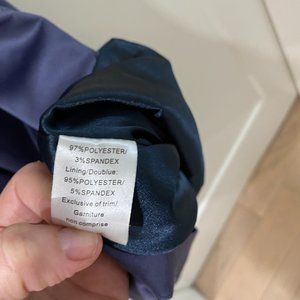 97%POLYESTER/
3%SPANDEX
Lining/Doublue:
95%POLYESTER/
5%SPANDEX
Exclusive of trim/
Garniture
non comprise